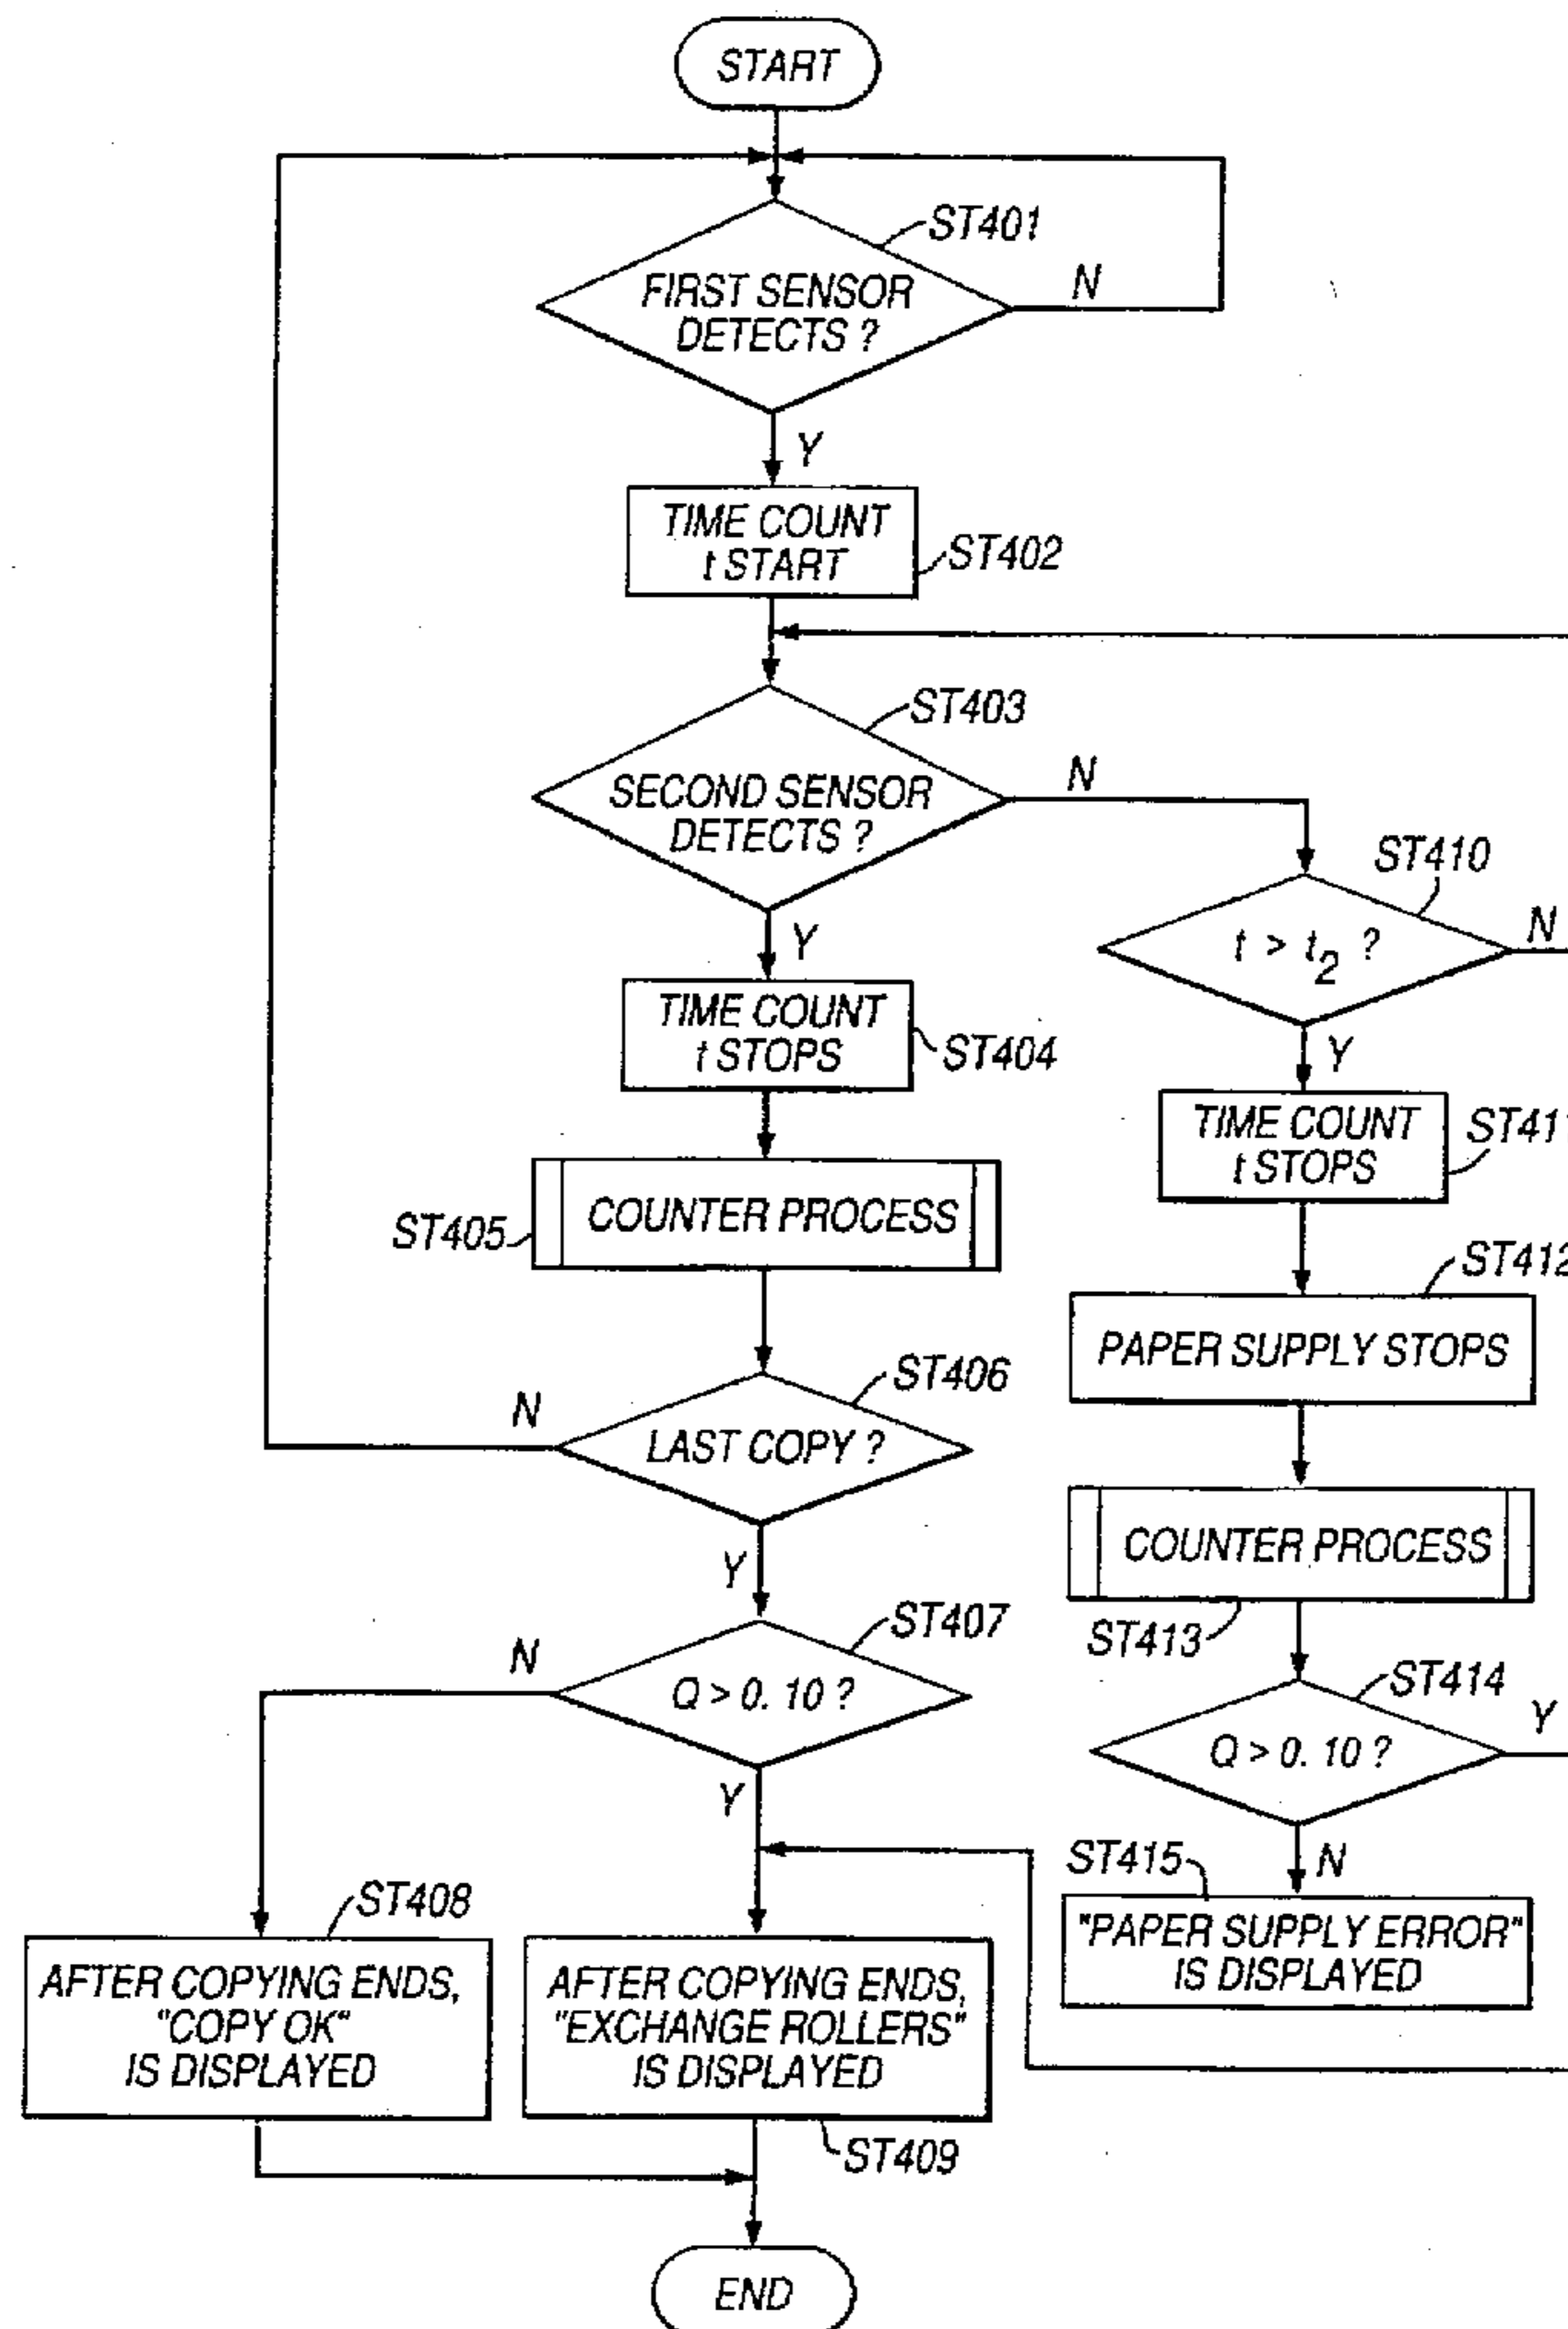 START
ST401
FIRST SENSOR
DETECTS ?
N
Y
TIME COUNT
t START
ST402
ST403
SECOND SENSOR
DETECTS ?
N
ST410
t > t2 ?
N
Y
Y
TIME COUNT
t STOPS
ST404
TIME COUNT
t STOPS
ST411
COUNTER PROCESS
ST405
ST412
PAPER SUPPLY STOPS
ST406
LAST COPY ?
N
Y
COUNTER PROCESS
ST413
ST407
Q > 0. 10 ?
N
Y
ST414
Q > 0. 10 ?
Y
N
ST415
"PAPER SUPPLY ERROR"
IS DISPLAYED
ST408
AFTER COPYING ENDS,
"COPY OK"
IS DISPLAYED
AFTER COPYING ENDS,
"EXCHANGE ROLLERS"
IS DISPLAYED
ST409
END